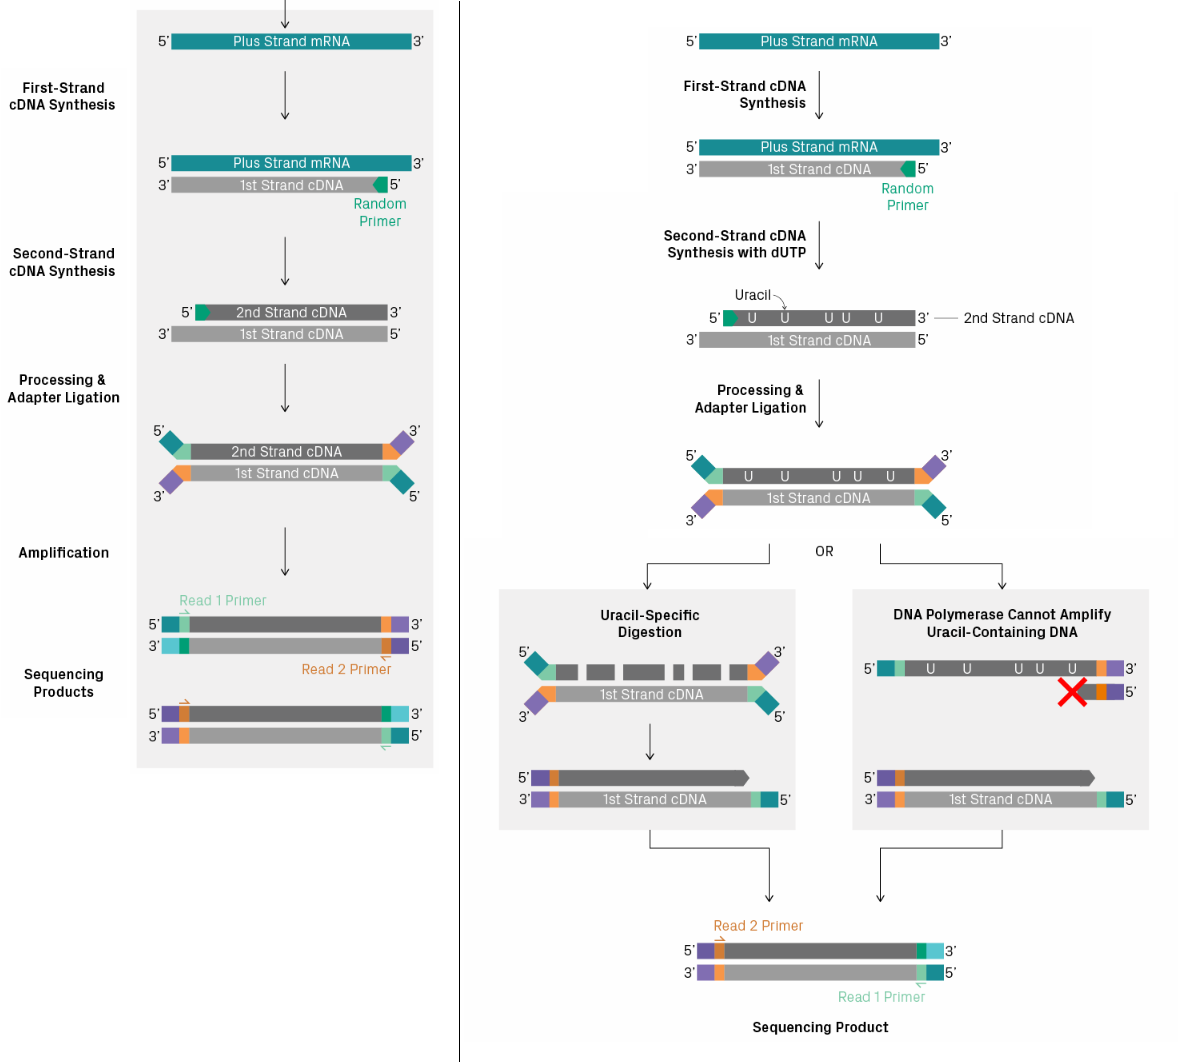 5' Plus Strand mRNA 3'
First-Strand
cDNA Synthesis
5' Plus Strand mRNA 3'
3' 1st Strand cDNA 5'
Random
Primer
Second-Strand
cDNA Synthesis
5' 2nd Strand cDNA 3'
3' 1st Strand cDNA 5'
Processing &
Adapter Ligation
5' 3'
2nd Strand cDNA
1st Strand cDNA
3' 5'
Amplification
Read 1 Primer
5' 3'
3' 5'
Read 2 Primer
Sequencing
Products
5' 3'
3' 5'
5' Plus Strand mRNA 3'
First-Strand cDNA
Synthesis
5' Plus Strand mRNA 3'
3' 1st Strand cDNA 5'
Random
Primer
Second-Strand cDNA
Synthesis with dUTP
Uracil
5' U U U U U 3' 2nd Strand cDNA
3' 1st Strand cDNA 5'
Processing &
Adapter Ligation
5' 3'
U U U U U
1st Strand cDNA
3' 5'
OR
Uracil-Specific
Digestion
5' 3'
1st Strand cDNA
3' 5'
5'
3' 1st Strand cDNA 5'
DNA Polymerase Cannot Amplify
Uracil-Containing DNA
5' U U U U U 3'
5'
5'
3' 1st Strand cDNA 5'
Read 2 Primer
5' 3'
3' 5'
Read 1 Primer
Sequencing Product